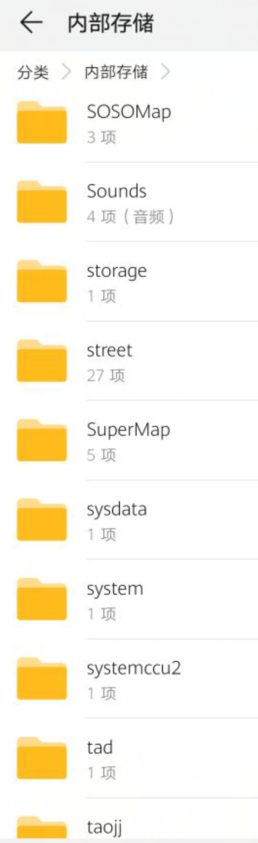 内部存储
分类 > 内部存储 >
SOSOMap
3 项
Sounds
4 项（音频）
storage
1 项
street
27 项
SuperMap
5 项
sysdata
1 项
system
1 项
systemccu2
1 项
tad
1 项
taojj